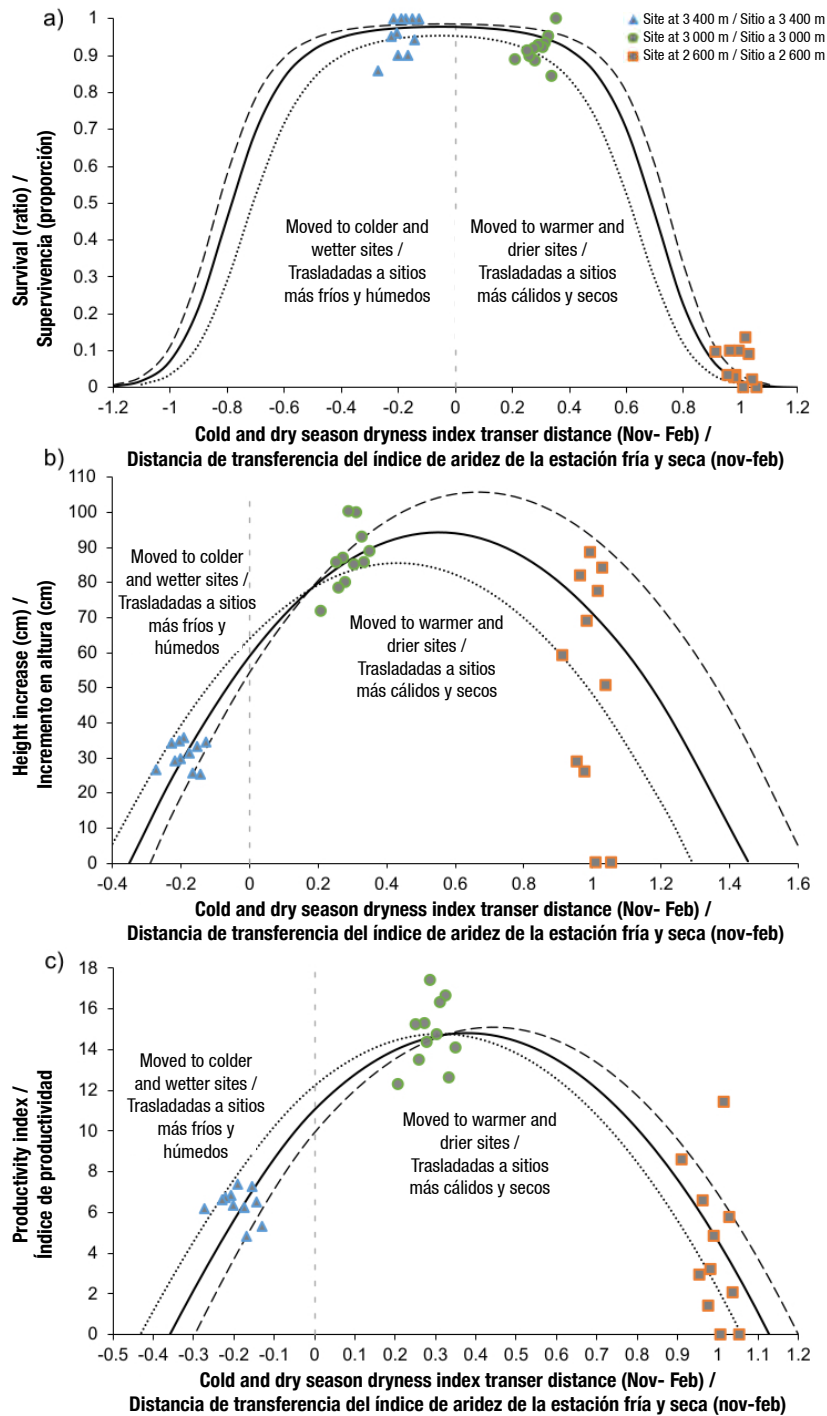 a)
Site at 3 400 m / Sitio a 3 400 m
Site at 3 000 m / Sitio a 3 000 m
Site at 2 600 m / Sitio a 2 600 m
Survival (ratio) /
Supervivencia (proporción)
1
0.9
0.8
0.7
0.6
0.5
0.4
0.3
0.2
0.1
0
Moved to colder and
wetter sites /
Trasladadas a sitios
más fríos y húmedos
Moved to warmer and
drier sites /
Trasladadas a sitios
más cálidos y secos
-1.2 -1 -0.8 -0.6 -0.4 -0.2 0 0.2 0.4 0.6 0.8 1 1.2
Cold and dry season dryness index transer distance (Nov- Feb) /
Distancia de transferencia del índice de aridez de la estación fría y seca (nov-feb)
b)
Height increase (cm) /
Incremento en altura (cm)
110
100
90
80
70
60
50
40
30
20
10
0
Moved to colder
and wetter sites /
Trasladadas a sitios
más fríos y
húmedos
Moved to warmer and
drier sites /
Trasladadas a sitios
más cálidos y secos
-0.4 -0.2 0 0.2 0.4 0.6 0.8 1 1.2 1.4 1.6
Cold and dry season dryness index transer distance (Nov- Feb) /
Distancia de transferencia del índice de aridez de la estación fría y seca (nov-feb)
c)
Productivity index /
Índice de productividad
18
16
14
12
10
8
6
4
2
0
Moved to colder
and wetter sites /
Trasladadas a sitios
más fríos y
húmedos
Moved to warmer and
drier sites /
Trasladadas a sitios
más cálidos y secos
-0.5 -0.4 -0.3 -0.2 -0.1 0 0.1 0.2 0.3 0.4 0.5 0.6 0.7 0.8 0.9 1 1.1 1.2
Cold and dry season dryness index transer distance (Nov- Feb) /
Distancia de transferencia del índice de aridez de la estación fría y seca (nov-feb)